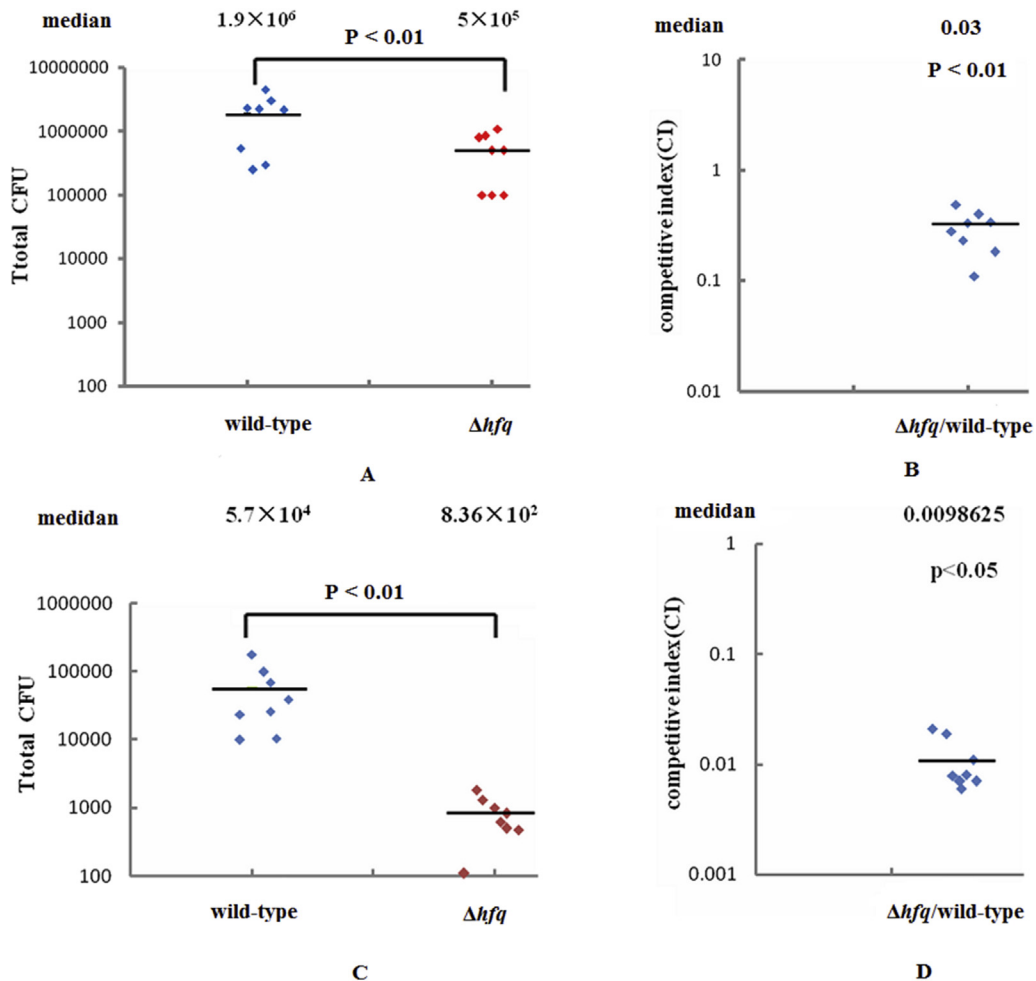 median 1.9×10⁶ 5×10⁵
P < 0.01
10000000
1000000
100000
10000
1000
100
Ttotal CFU
wild-type Δhfq
A
median 0.03
P < 0.01
10
1
0.1
0.01
competitive index(CI)
Δhfq/wild-type
B
medidan 5.7×10⁴ 8.36×10²
P < 0.01
1000000
100000
10000
1000
100
Ttotal CFU
wild-type Δhfq
C
medidan 0.0098625
p<0.05
1
0.1
0.01
0.001
competitive index(CI)
Δhfq/wild-type
D